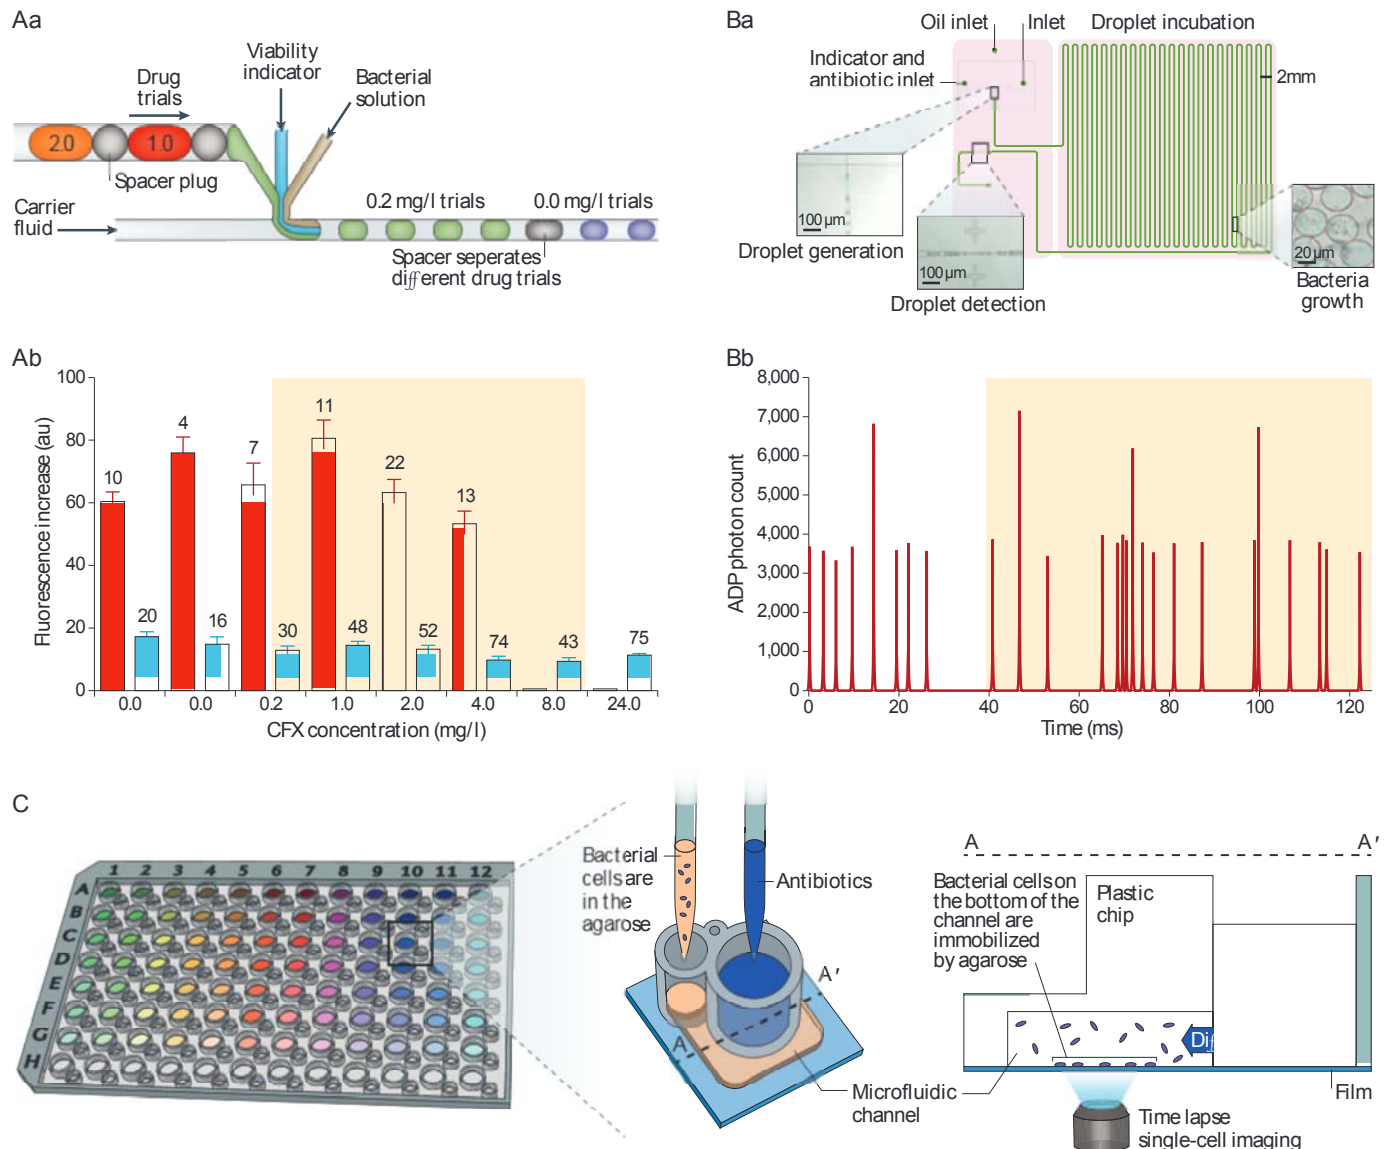 Aa
Viability
indicator
Drug
trials
Bacterial
solution
2.0
1.0
Spacer plug
Carrier
fluid
0.2 mg/l trials
0.0 mg/l trials
Spacer seperates
different drug trials
Ba
Oil inlet
Inlet
Droplet incubation
Indicator and
antibiotic inlet
2mm
100 µm
Droplet generation
100 µm
Droplet detection
20 µm
Bacteria
growth
Ab
Fluorescence increase (au)
100
80
60
40
20
0
10
20
4
16
7
30
11
48
22
52
13
74
43
75
0.0
0.0
0.2
1.0
2.0
4.0
8.0
24.0
CFX concentration (mg/l)
Bb
ADP photon count
8,000
7,000
6,000
5,000
4,000
3,000
2,000
1,000
0
0
20
40
60
80
100
120
Time (ms)
C
1 2 3 4 5 6 7 8 9 10 11 12
A
B
C
D
E
F
G
H
Bacterial
cells are
in the
agarose
Antibiotics
A
A′
Microfluidic
channel
A
A′
Bacterial cells on
the bottom of the
channel are
immobilized
by agarose
Plastic
chip
Dif
Film
Time lapse
single-cell imaging